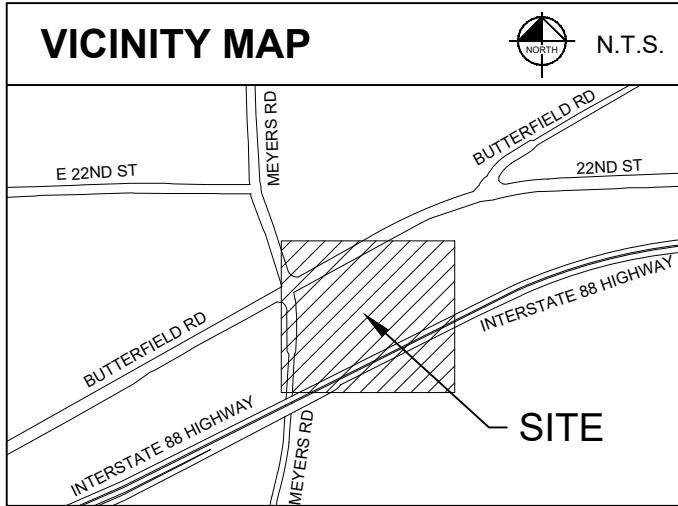 VICINITY MAP
NORTH
N.T.S.
MEYERS RD
BUTTERFIELD RD
E 22ND ST
22ND ST
INTERSTATE 88 HIGHWAY
BUTTERFIELD RD
SITE
INTERSTATE 88 HIGHWAY
MEYERS RD